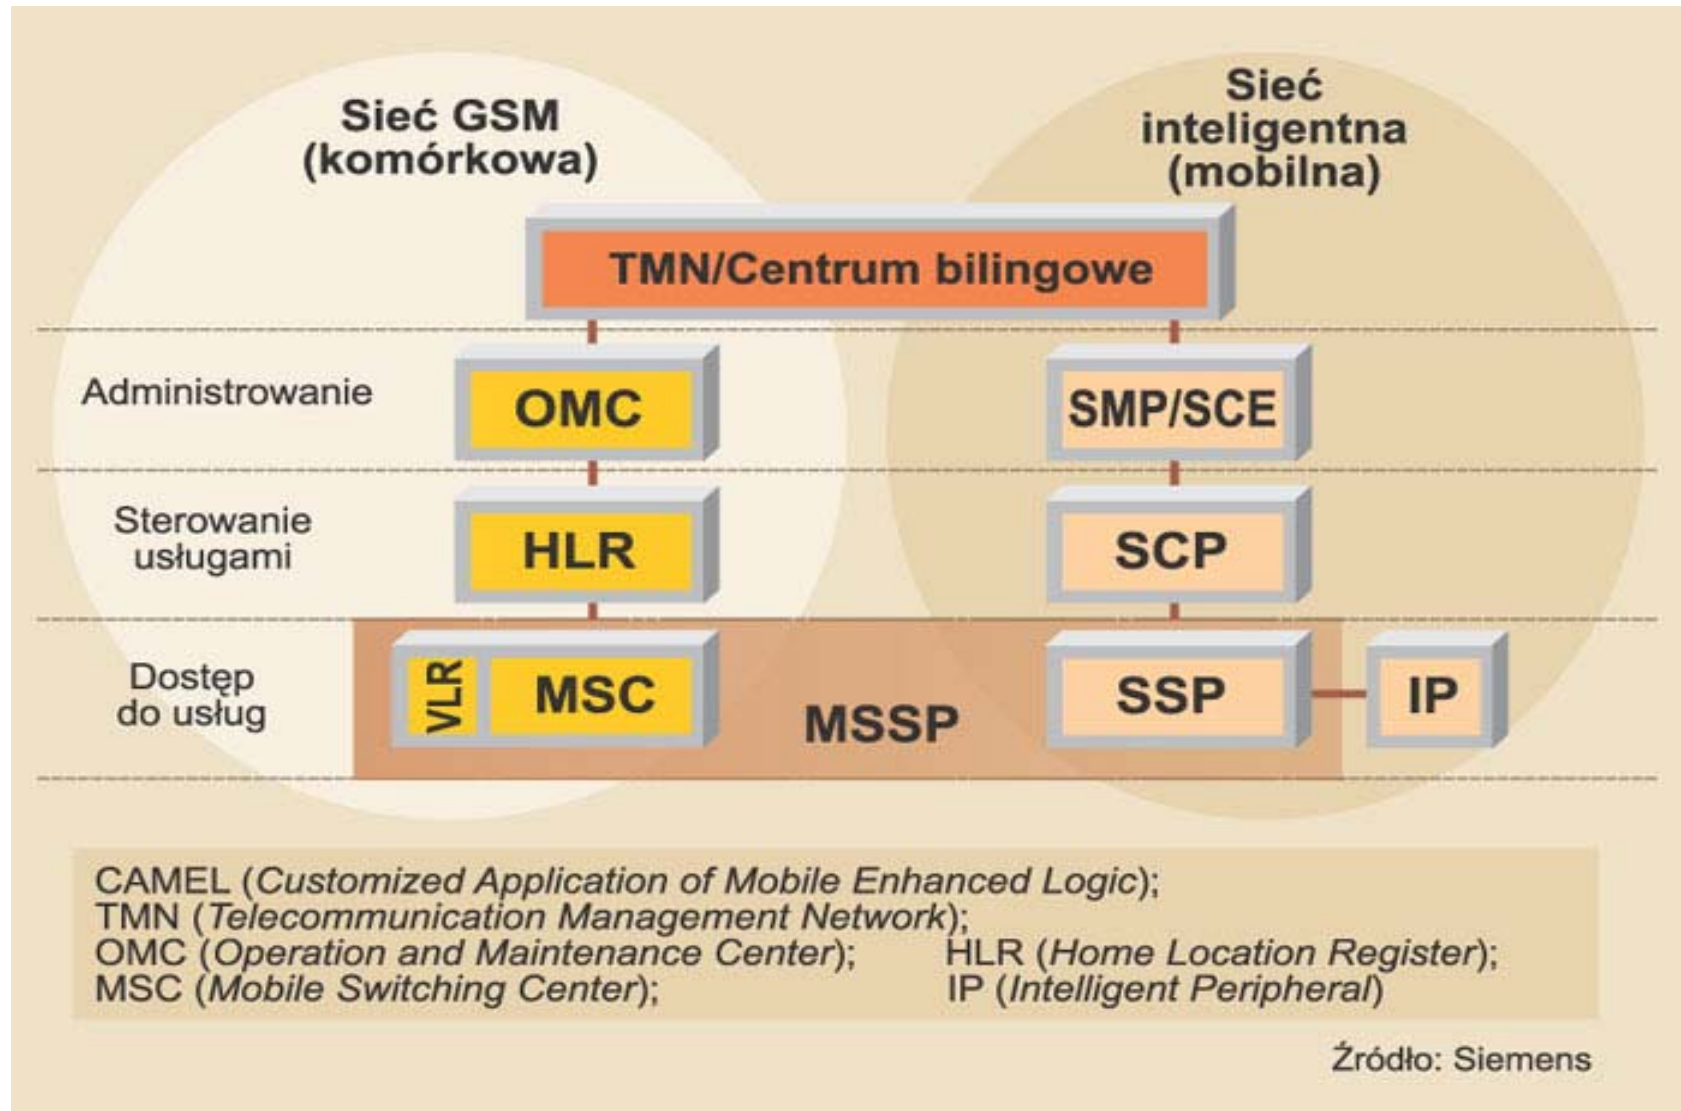 Sieć GSM
(komórkowa)
Sieć
inteligentna
(mobilna)
TMN/Centrum bilingowe
Administrowanie
OMC
SMP/SCE
Sterowanie
usługami
HLR
SCP
Dostęp
do usług
VLR
MSC
MSSP
SSP
IP
CAMEL (Customized Application of Mobile Enhanced Logic);
TMN (Telecommunication Management Network);
OMC (Operation and Maintenance Center); HLR (Home Location Register);
MSC (Mobile Switching Center); IP (Intelligent Peripheral)
Źródło: Siemens